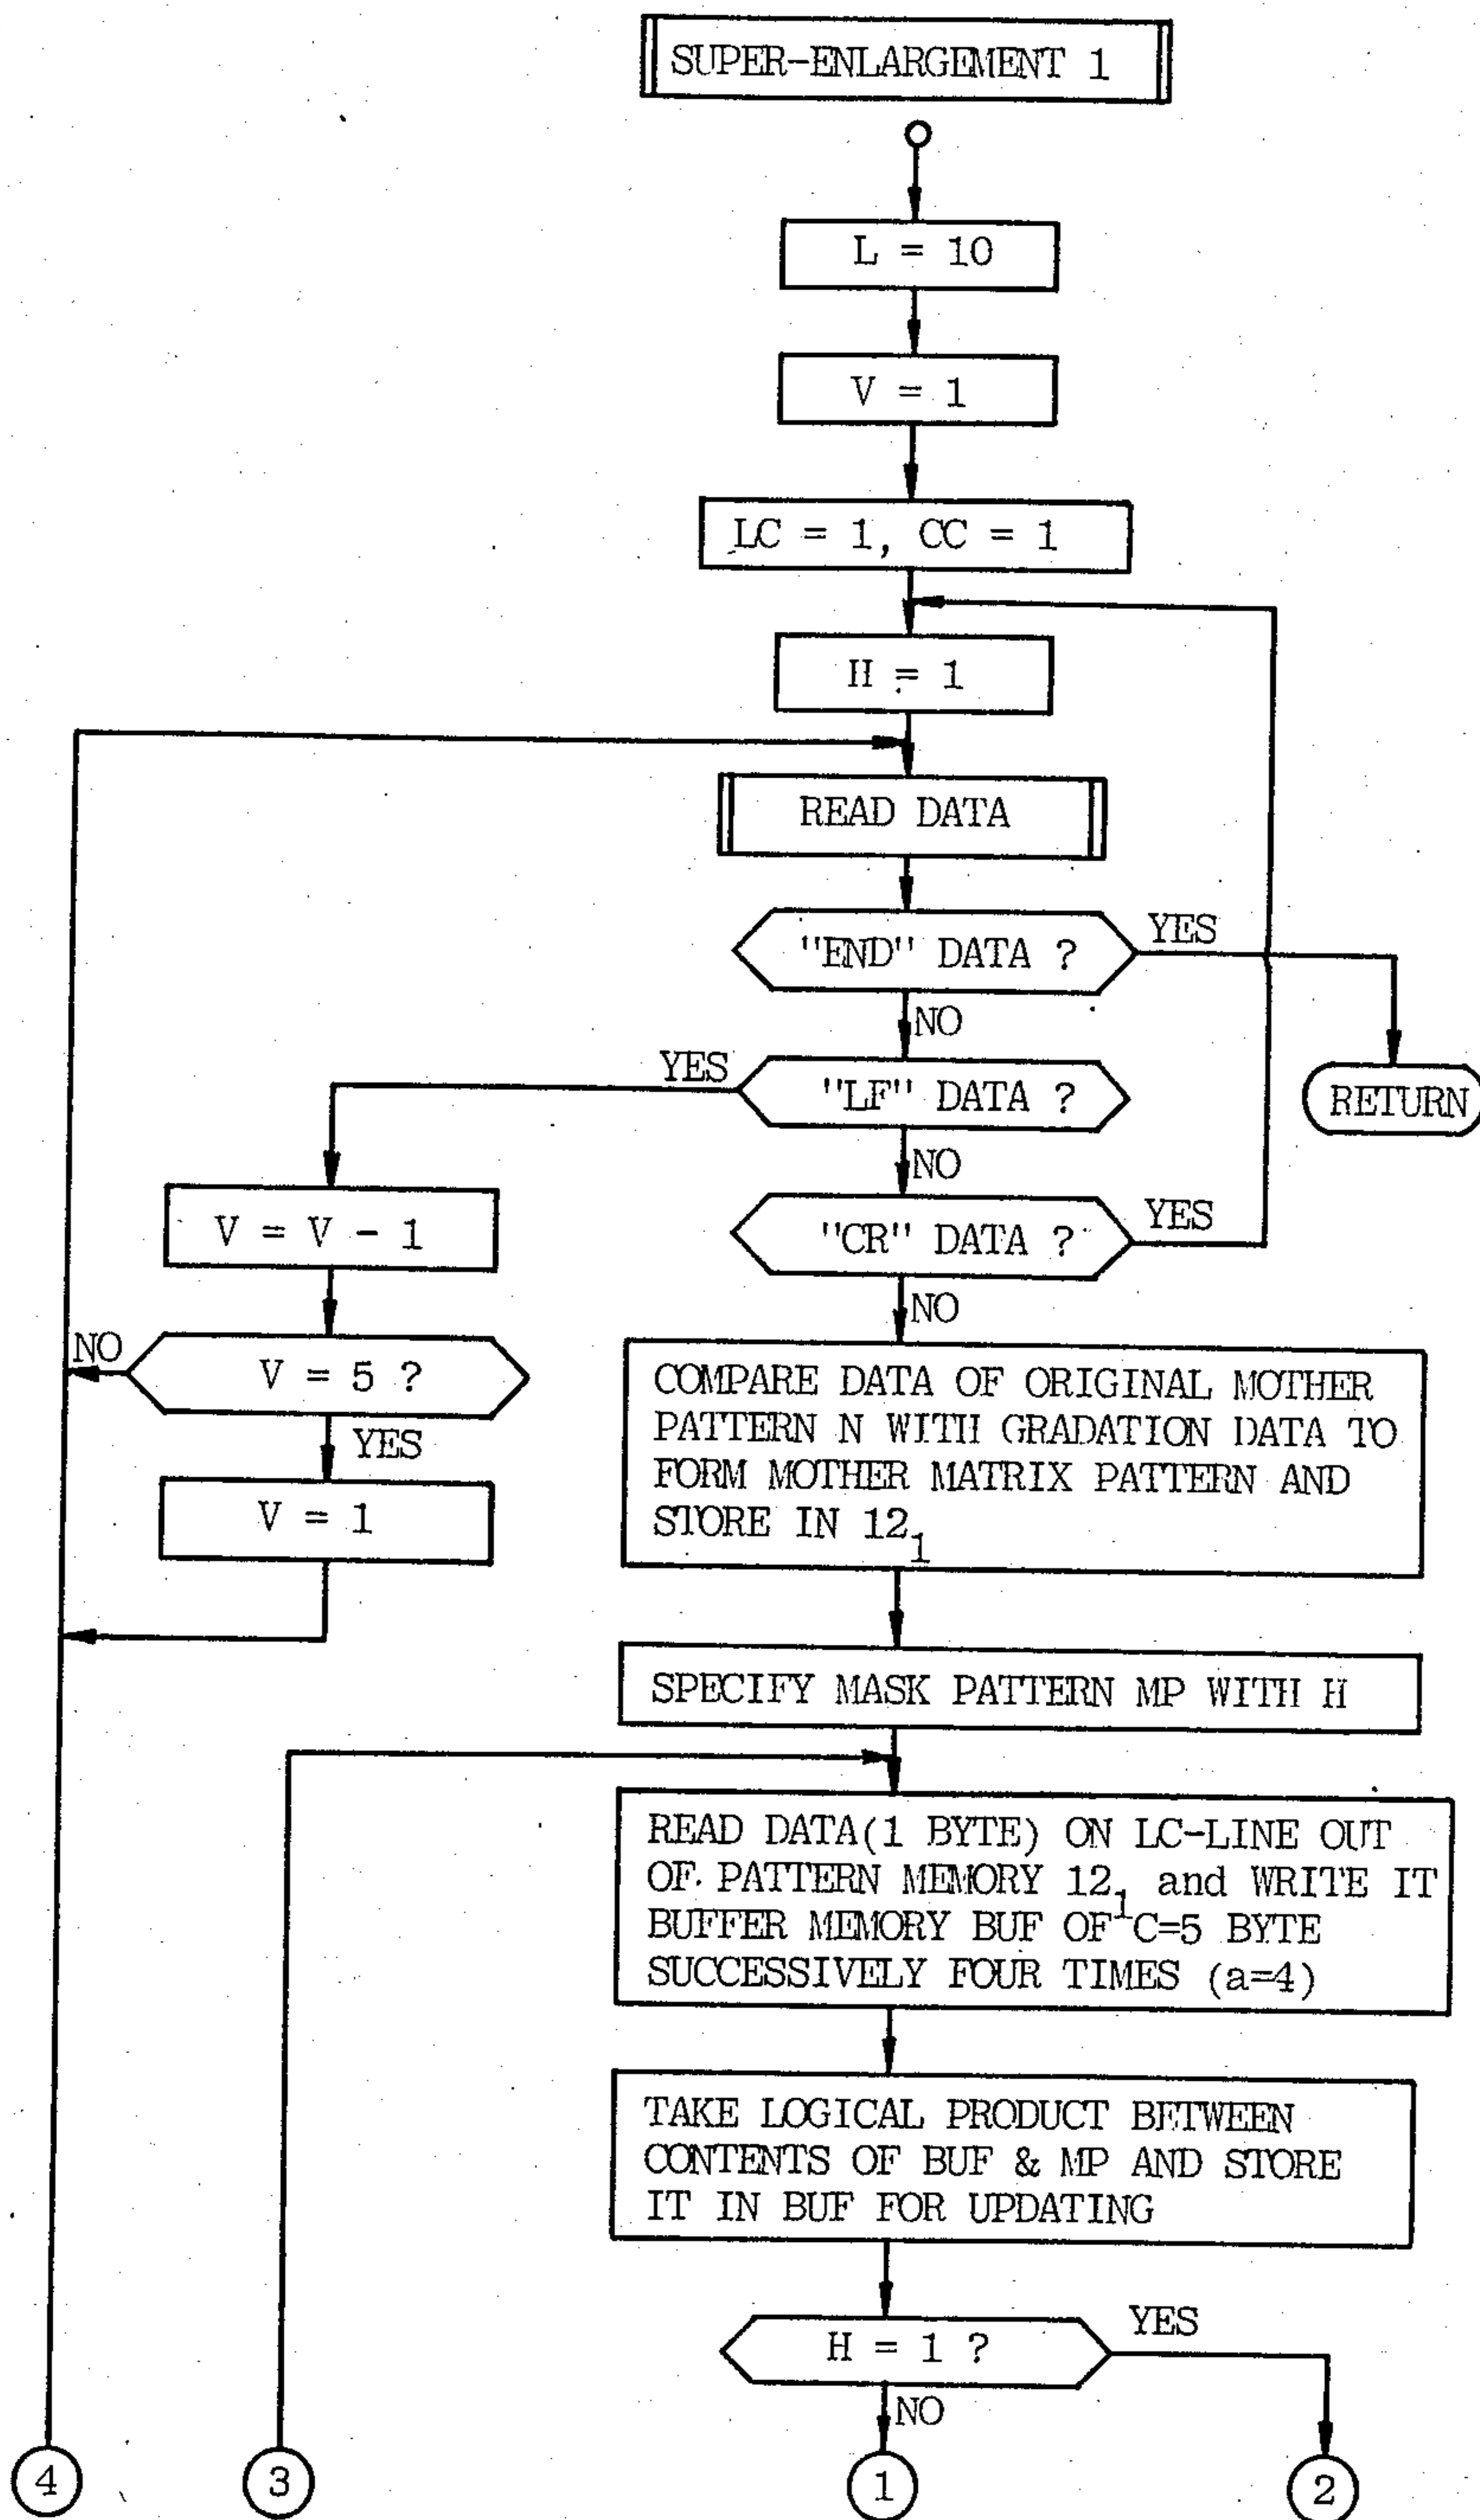 SUPER-ENLARGEMENT 1
L = 10
V = 1
LC = 1, CC = 1
H = 1
READ DATA
"END" DATA ?
YES
NO
YES
"LF" DATA ?
RETURN
NO
V = V - 1
"CR" DATA ?
YES
NO
NO
V = 5 ?
YES
V = 1
COMPARE DATA OF ORIGINAL MOTHER
PATTERN N WITH GRADATION DATA TO
FORM MOTHER MATRIX PATTERN AND
STORE IN 12₁
SPECIFY MASK PATTERN MP WITH H
READ DATA(1 BYTE) ON LC-LINE OUT
OF PATTERN MEMORY 12₁ and WRITE IT
BUFFER MEMORY BUF OF C=5 BYTE
SUCCESSIVELY FOUR TIMES (a=4)
TAKE LOGICAL PRODUCT BETWEEN
CONTENTS OF BUF & MP AND STORE
IT IN BUF FOR UPDATING
H = 1 ?
YES
NO
4
3
1
2